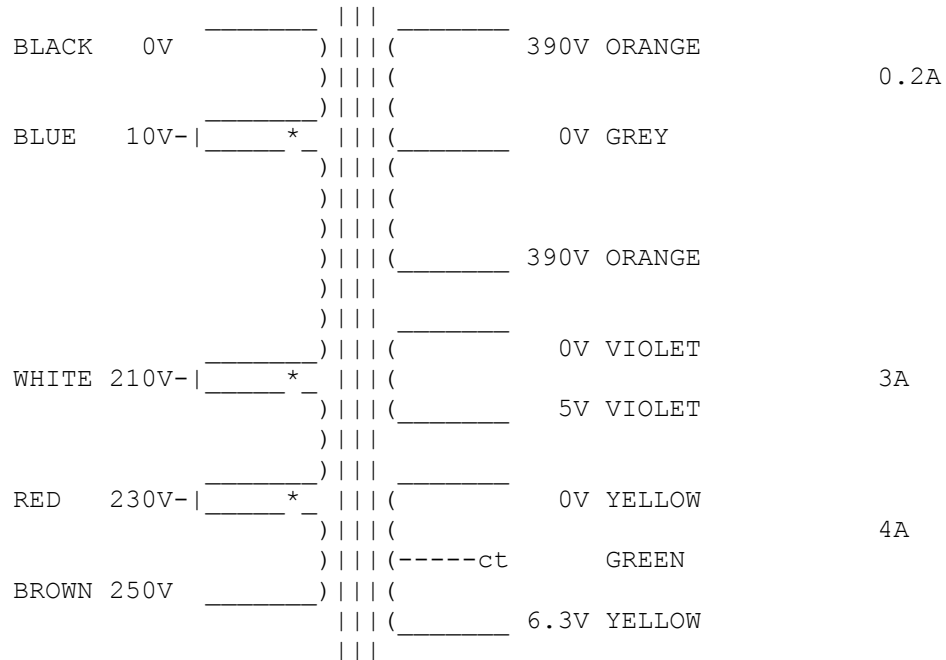 BLACK 0V 390V ORANGE
0.2A
BLUE 10V-| * 0V GREY
390V ORANGE
0V VIOLET
WHITE 210V-| * 3A
5V VIOLET
RED 230V-| * 0V YELLOW
4A
-----ct GREEN
BROWN 250V
6.3V YELLOW